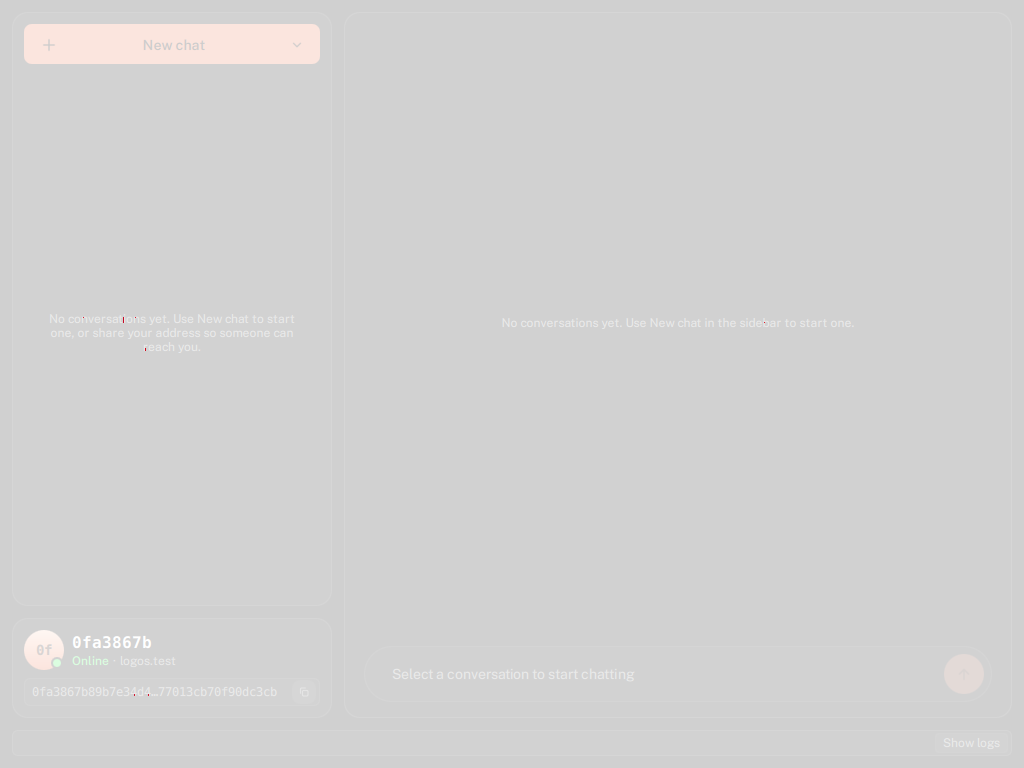 New chat
No conversations yet. Use New chat to start
one, or share your address so someone can
reach you.
No conversations yet. Use New chat in the sidebar to start one.
0f
0fa3867b
Online · logos.test
0fa3867b89b7e34d4…77013cb70f90dc3cb
Select a conversation to start chatting
Show logs